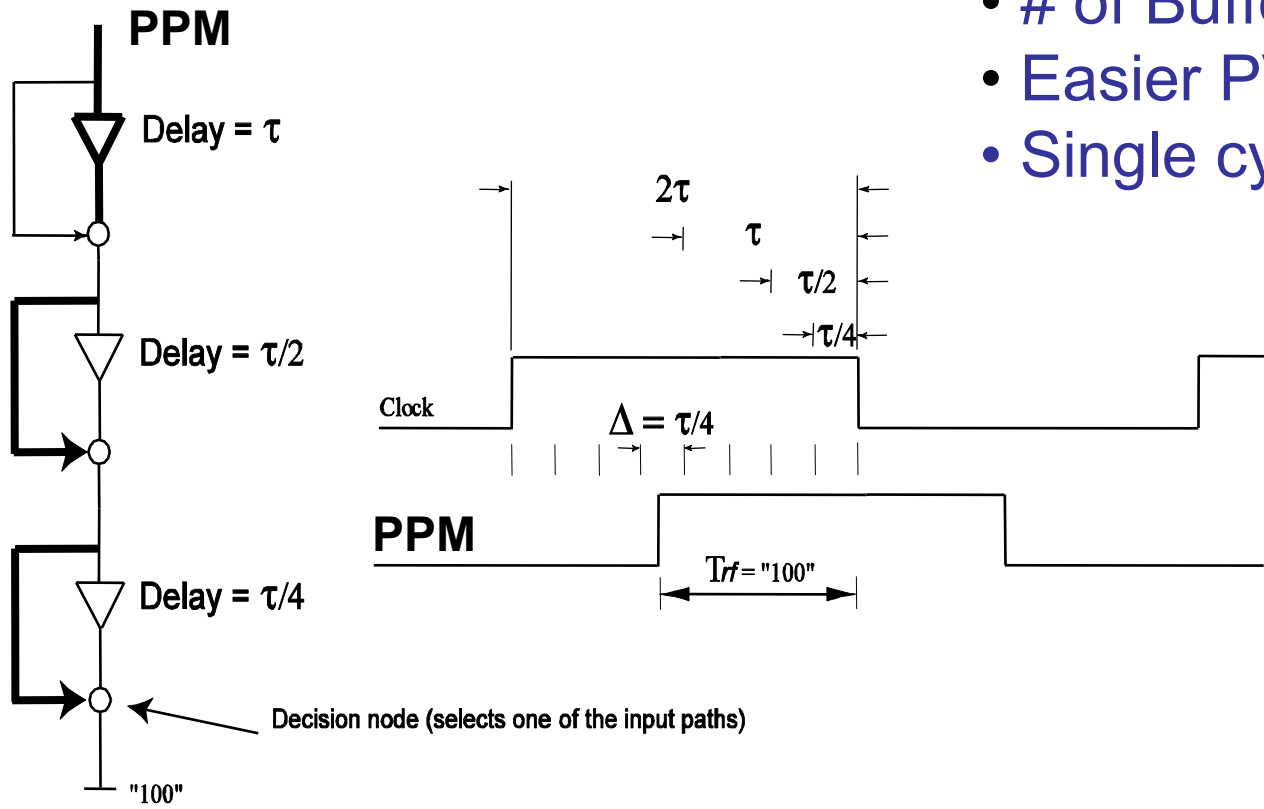 PPM
Delay = τ
Delay = τ/2
Delay = τ/4
Decision node (selects one of the input paths)
"100"
• # of
• Easier
• Single
2τ
τ
τ/2
τ/4
Clock
Δ = τ/4
PPM
Trf = "100"